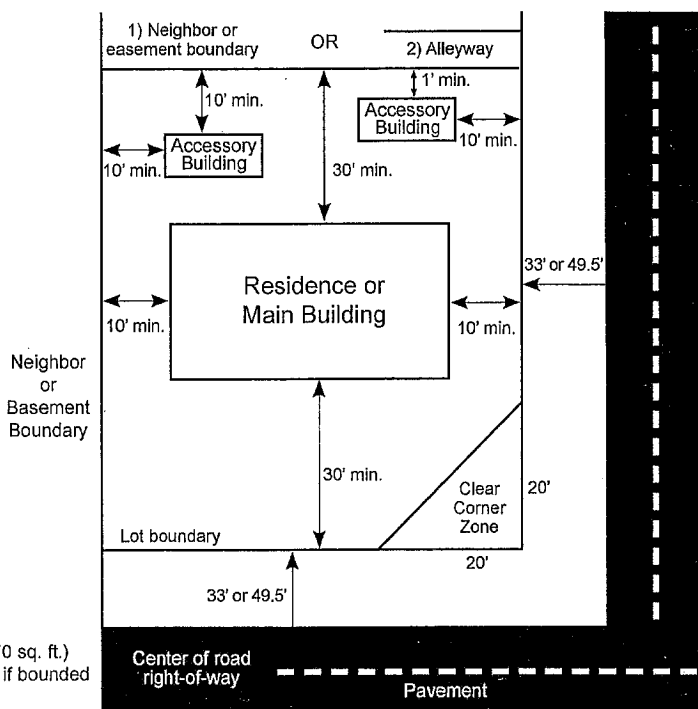 1) Neighbor or
easement boundary
OR
2) Alleyway
10' min.
1' min.
Accessory
Building
10' min.
Accessory
Building
10' min.
30' min.
Residence or
Main Building
33' or 49.5'
10' min.
10' min.
Neighbor
or
Basement
Boundary
30' min.
Clear
Corner
Zone
20'
Lot boundary
20'
33' or 49.5'
0 sq. ft.)
if bounded
Center of road
right-of-way
Pavement